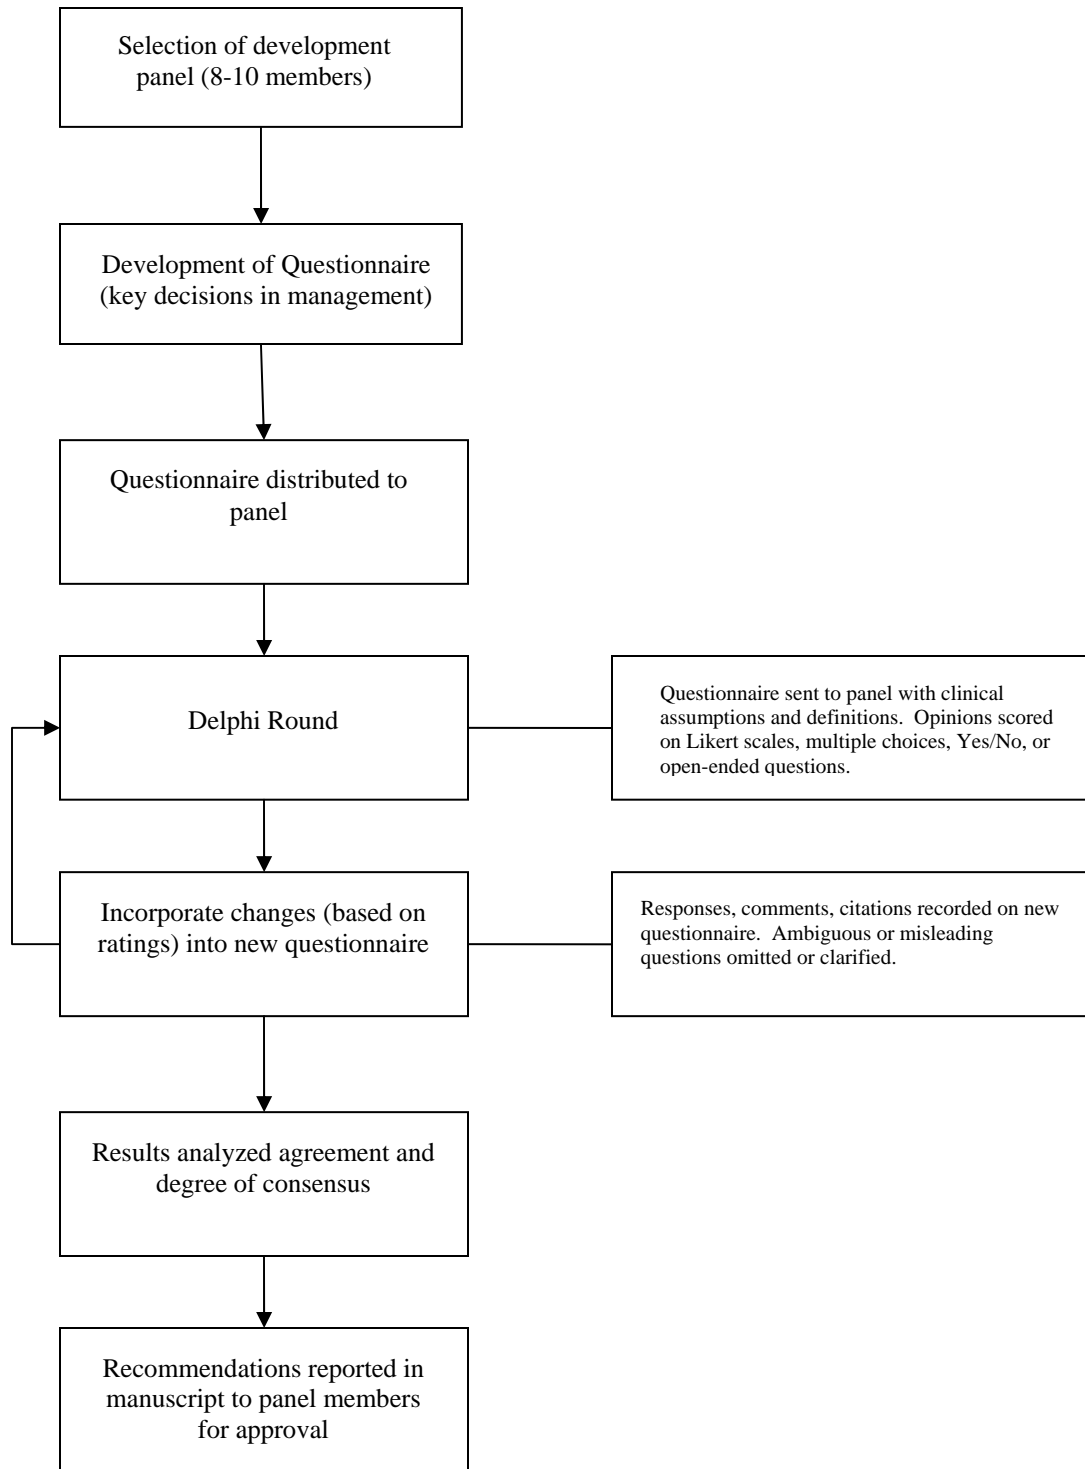 Selection of development
panel (8-10 members)
Development of Questionnaire
(key decisions in management)
Questionnaire distributed to
panel
Delphi Round
Questionnaire sent to panel with clinical
assumptions and definitions.  Opinions scored
on Likert scales, multiple choices, Yes/No, or
open-ended questions.
Incorporate changes (based on
ratings) into new questionnaire
Responses, comments, citations recorded on new
questionnaire.  Ambiguous or misleading
questions omitted or clarified.
Results analyzed agreement and
degree of consensus
Recommendations reported in
manuscript to panel members
for approval